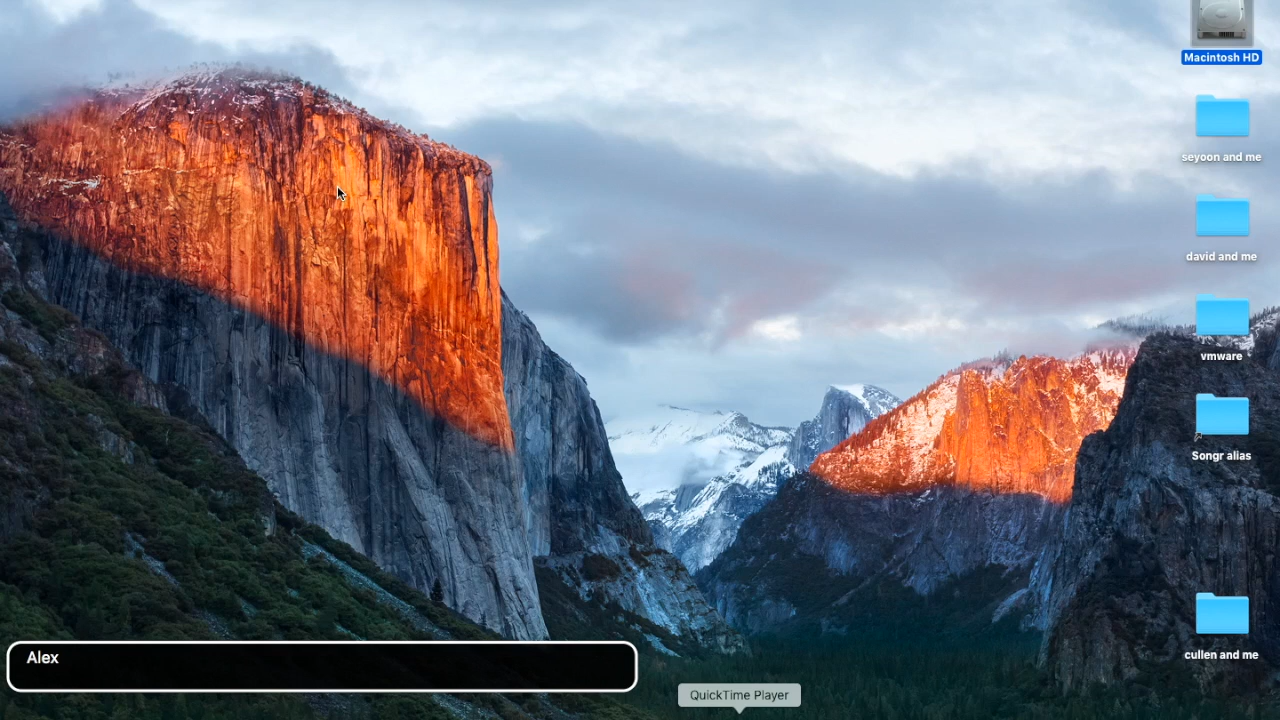 Macintosh HD
seyoon and me
david and me
vmware
Songr alias
cullen and me
Alex
QuickTime Player